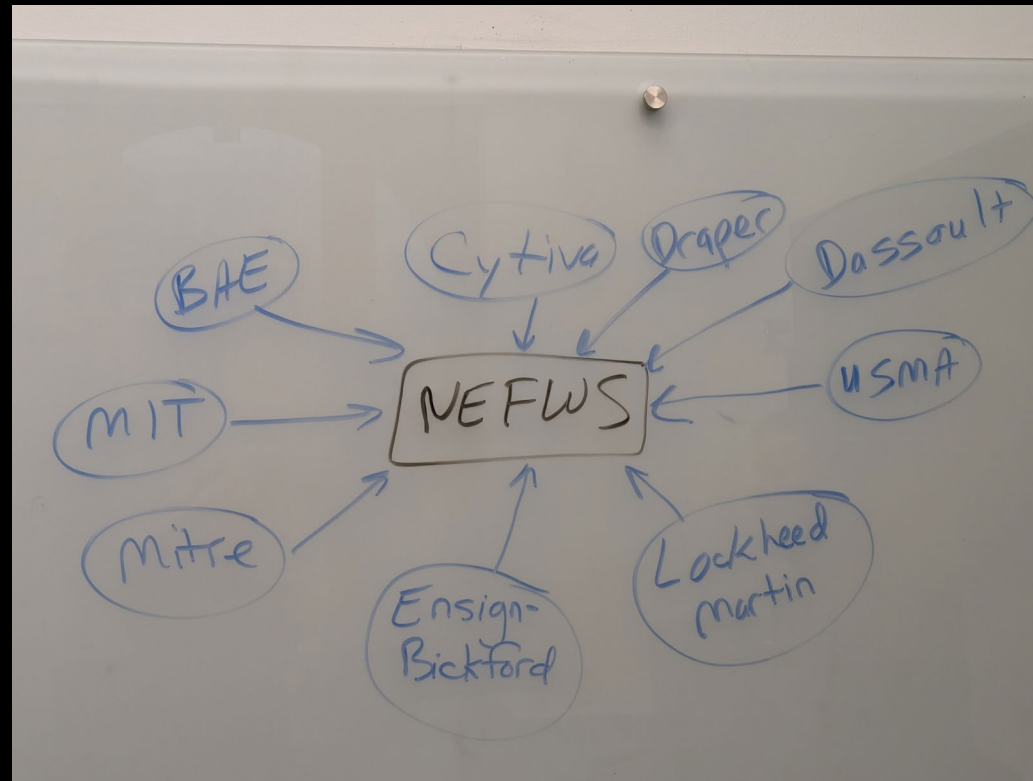 BAE
Cytiva
Draper
Dassault
MIT
NEFWS
USMA
Mitre
Ensign-
Bickford
Lockheed
Martin